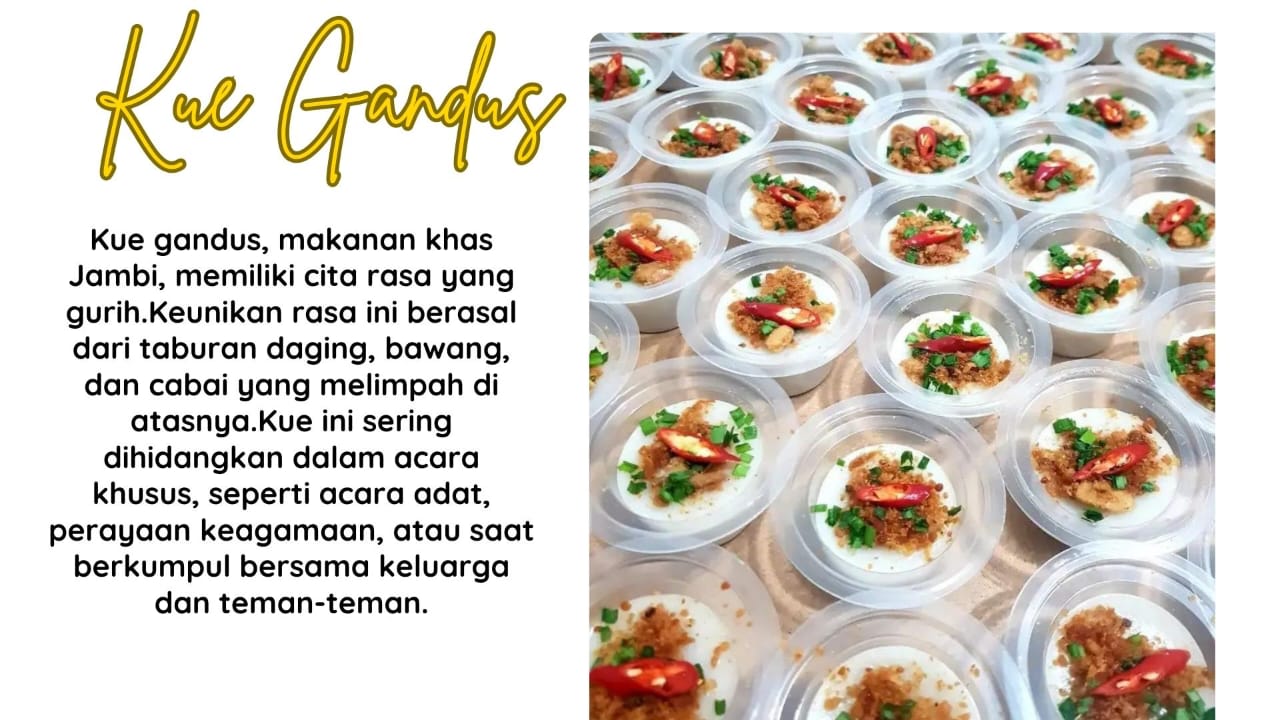 Kue Gandus
Kue gandus, makanan khas
Jambi, memiliki cita rasa yang
gurih.Keunikan rasa ini berasal
dari taburan daging, bawang,
dan cabai yang melimpah di
atasnya.Kue ini sering
dihidangkan dalam acara
khusus, seperti acara adat,
perayaan keagamaan, atau saat
berkumpul bersama keluarga
dan teman-teman.